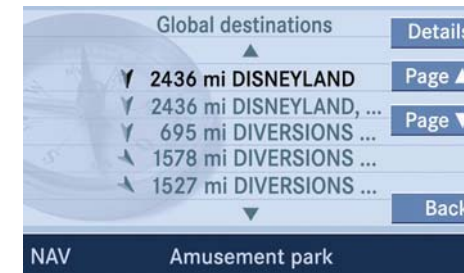 Global destinations
Details
2436 mi DISNEYLAND
Page
2436 mi DISNEYLAND, ...
Page
695 mi DIVERSIONS ...
1578 mi DIVERSIONS ...
1527 mi DIVERSIONS ...
Back
NAV Amusement park